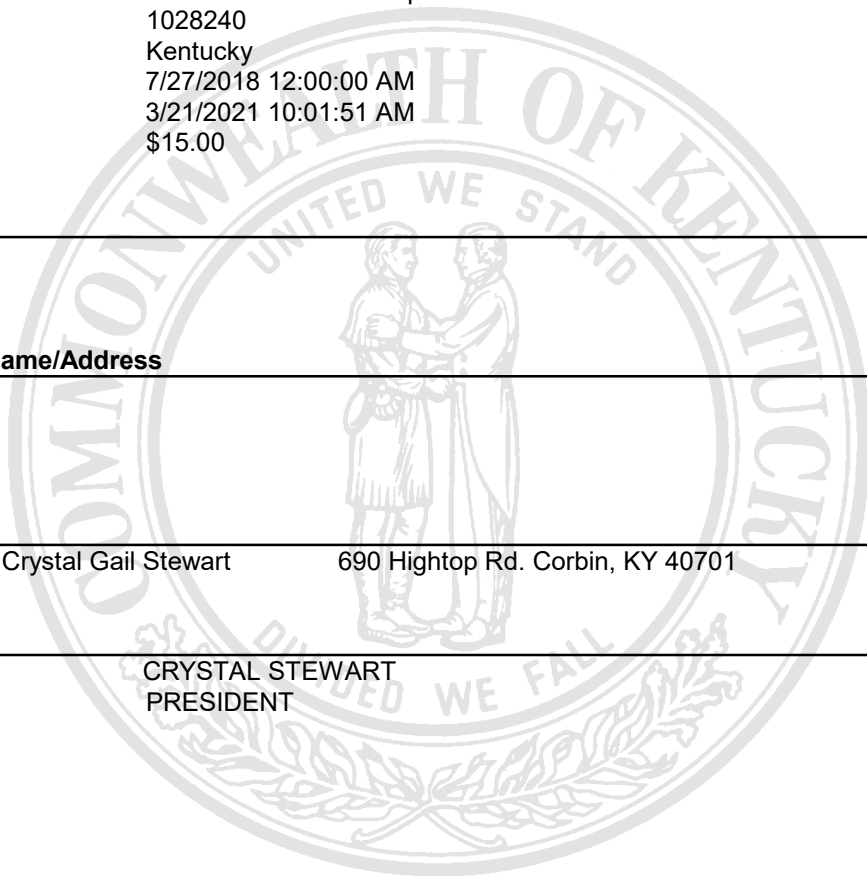 1028240
Kentucky
7/27/2018 12:00:00 AM
3/21/2021 10:01:51 AM
$15.00
COMMONWEALTH OF KENTUCKY
UNITED WE STAND
ame/Address
Crystal Gail Stewart 690 Hightop Rd. Corbin, KY 40701
DIVIDED WE FALL
CRYSTAL STEWART
PRESIDENT